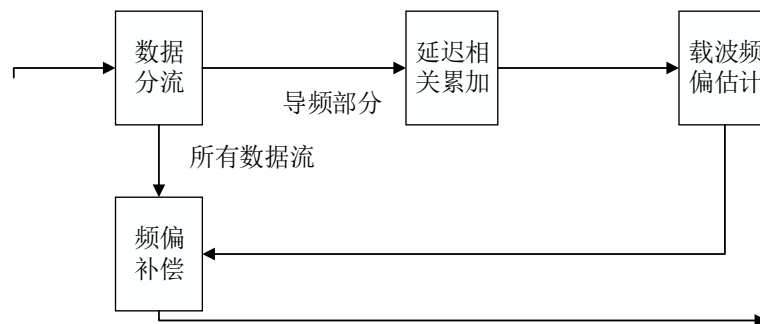 数据
分流
延迟相
关累加
载波频
偏估计
导频部分
所有数据流
频偏
补偿